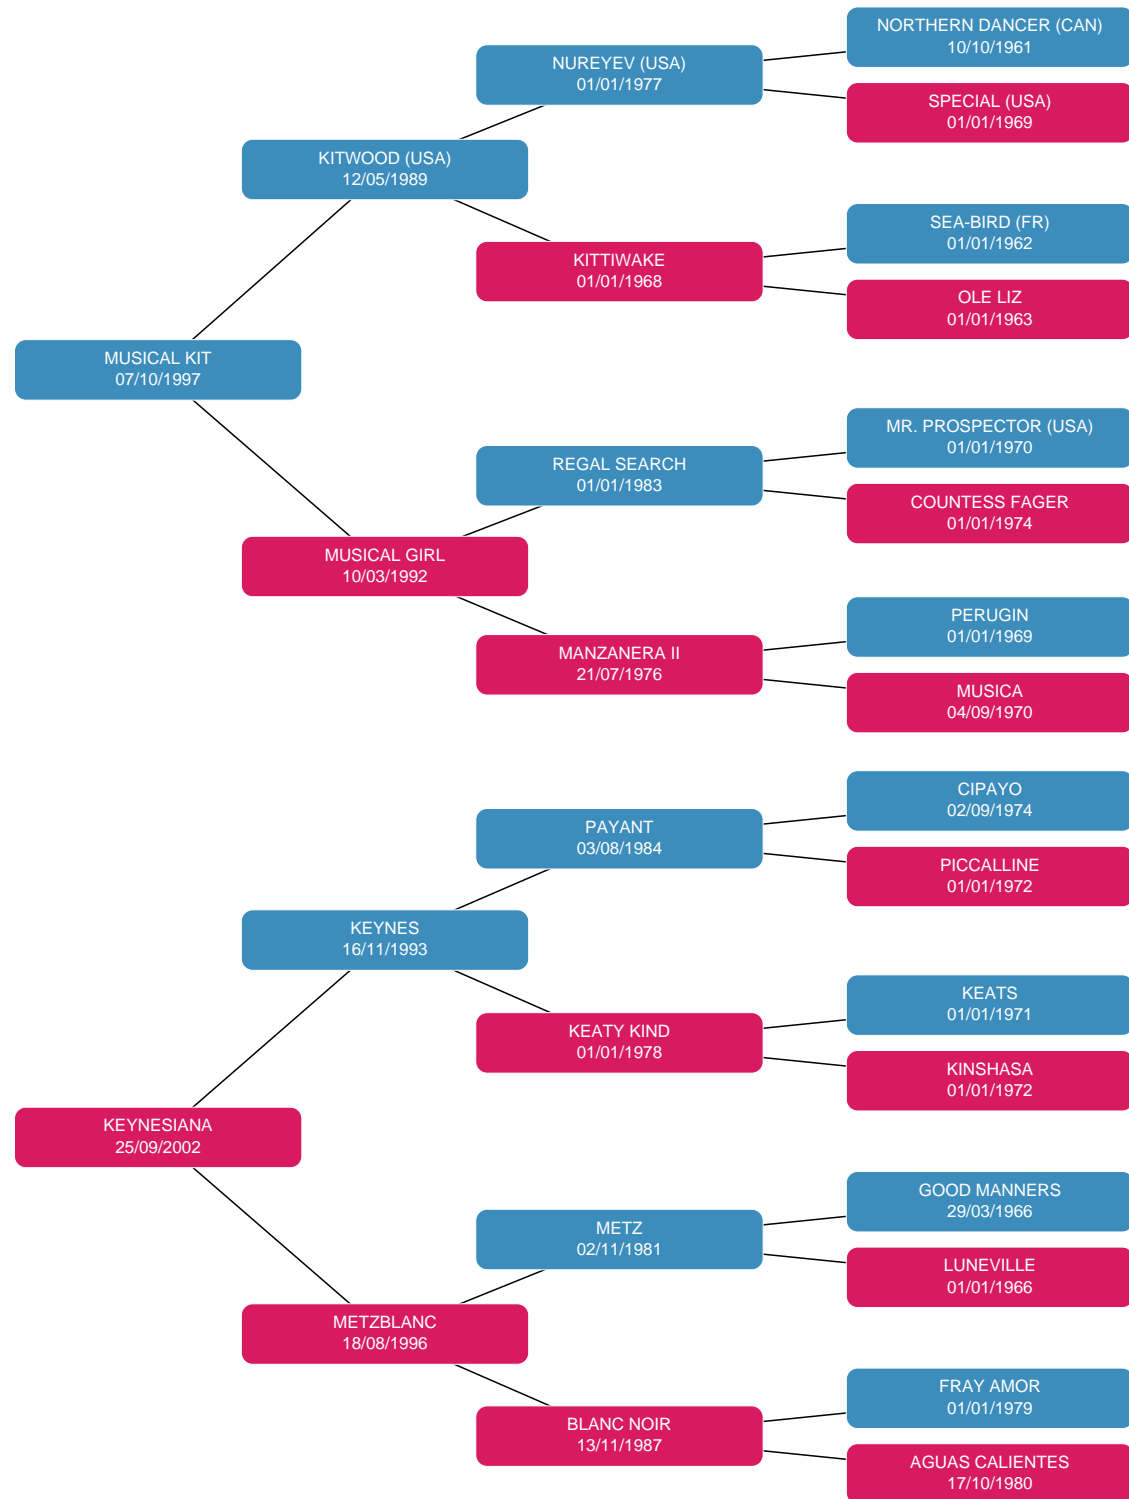 NORTHERN DANCER (CAN)
10/10/1961
NUREYEV (USA)
01/01/1977
SPECIAL (USA)
01/01/1969
KITWOOD (USA)
12/05/1989
SEA-BIRD (FR)
01/01/1962
KITTIWAKE
01/01/1968
OLE LIZ
01/01/1963
MUSICAL KIT
07/10/1997
MR. PROSPECTOR (USA)
01/01/1970
REGAL SEARCH
01/01/1983
COUNTESS FAGER
01/01/1974
MUSICAL GIRL
10/03/1992
PERUGIN
01/01/1969
MANZANERA II
21/07/1976
MUSICA
04/09/1970
CIPAYO
02/09/1974
PAYANT
03/08/1984
PICCALLINE
01/01/1972
KEYNES
16/11/1993
KEATS
01/01/1971
KEATY KIND
01/01/1978
KINSHASA
01/01/1972
KEYNESIANA
25/09/2002
GOOD MANNERS
29/03/1966
METZ
02/11/1981
LUNEVILLE
01/01/1966
METZBLANC
18/08/1996
FRAY AMOR
01/01/1979
BLANC NOIR
13/11/1987
AGUAS CALIENTES
17/10/1980